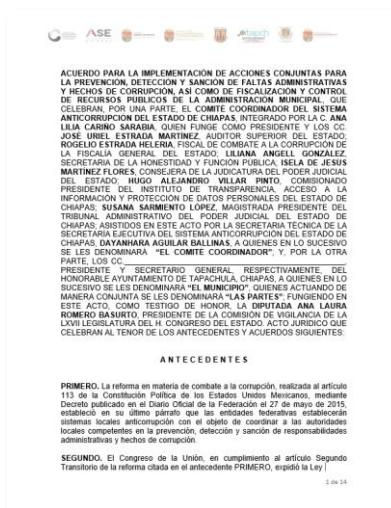 ASE
ACUERDO PARA LA IMPLEMENTACIÓN DE ACCIONES CONJUNTAS PARA
LA PREVENCIÓN, DETECCIÓN Y SANCIÓN DE FALTAS ADMINISTRATIVAS
Y HECHOS DE CORRUPCIÓN, ASÍ COMO DE FISCALIZACIÓN Y CONTROL
DE RECURSOS PÚBLICOS DE LA ADMINISTRACIÓN MUNICIPAL, QUE
CELEBRAN, POR UNA PARTE, EL COMITÉ COORDINADOR DEL SISTEMA
ANTICORRUPCIÓN DEL ESTADO DE CHIAPAS, INTEGRADO POR LA C. ANA
LILIA CARIÑO SARABIA, QUIEN FUNGE COMO PRESIDENTE Y LOS CC.
JOSÉ URIEL ESTRADA MARTÍNEZ, AUDITOR SUPERIOR DEL ESTADO;
ROGELIO ESTRADA HELERIA, FISCAL DE COMBATE A LA CORRUPCIÓN DE
LA FISCALÍA GENERAL DEL ESTADO; LILIANA ANGELL GONZÁLEZ,
SECRETARIA DE LA HONESTIDAD Y FUNCIÓN PÚBLICA; ISELA DE JESÚS
MARTÍNEZ FLORES, CONSEJERA DE LA JUDICATURA DEL PODER JUDICIAL
DEL ESTADO; HUGO ALEJANDRO VILLAR PINTO, COMISIONADO
PRESIDENTE DEL INSTITUTO DE TRANSPARENCIA, ACCESO A LA
INFORMACIÓN Y PROTECCIÓN DE DATOS PERSONALES DEL ESTADO DE
CHIAPAS; SUSANA SARMIENTO LÓPEZ, MAGISTRADA PRESIDENTE DEL
TRIBUNAL ADMINISTRATIVO DEL PODER JUDICIAL DEL ESTADO DE
CHIAPAS; ASISTIDOS EN ESTE ACTO POR LA SECRETARIA TÉCNICA DE LA
SECRETARÍA EJECUTIVA DEL SISTEMA ANTICORRUPCIÓN DEL ESTADO DE
CHIAPAS, DAYANHARA AGUILAR BALLINAS, A QUIENES EN LO SUCESIVO
SE LES DENOMINARÁ "EL COMITÉ COORDINADOR"; Y, POR LA OTRA
PARTE, LOS CC.
PRESIDENTE Y SECRETARIO GENERAL, RESPECTIVAMENTE, DEL
HONORABLE AYUNTAMIENTO DE TAPACHULA, CHIAPAS, A QUIENES EN LO
SUCESIVO SE LES DENOMINARÁ "EL MUNICIPIO", QUIENES ACTUANDO DE
MANERA CONJUNTA SE LES DENOMINARÁ "LAS PARTES"; FUNGIENDO EN
ESTE ACTO, COMO TESTIGO DE HONOR, LA DIPUTADA ANA LAURA
ROMERO BASURTO, PRESIDENTE DE LA COMISIÓN DE VIGILANCIA DE LA
LXVII LEGISLATURA DEL H. CONGRESO DEL ESTADO. ACTO JURÍDICO QUE
CELEBRAN AL TENOR DE LOS ANTECEDENTES Y ACUERDOS SIGUIENTES:
ANTECEDENTES
PRIMERO. La reforma en materia de combate a la corrupción, realizada al artículo
113 de la Constitución Política de los Estados Unidos Mexicanos, mediante
Decreto publicado en el Diario Oficial de la Federación el 27 de mayo de 2015,
estableció en su último párrafo que las entidades federativas establecerán
sistemas locales anticorrupción con el objeto de coordinar a las autoridades
locales competentes en la prevención, detección y sanción de responsabilidades
administrativas y hechos de corrupción.
SEGUNDO. El Congreso de la Unión, en cumplimiento al artículo Segundo
Transitorio de la reforma citada en el antecedente PRIMERO, expidió la Ley
1 de 14